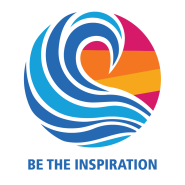 BE THE INSPIRATION